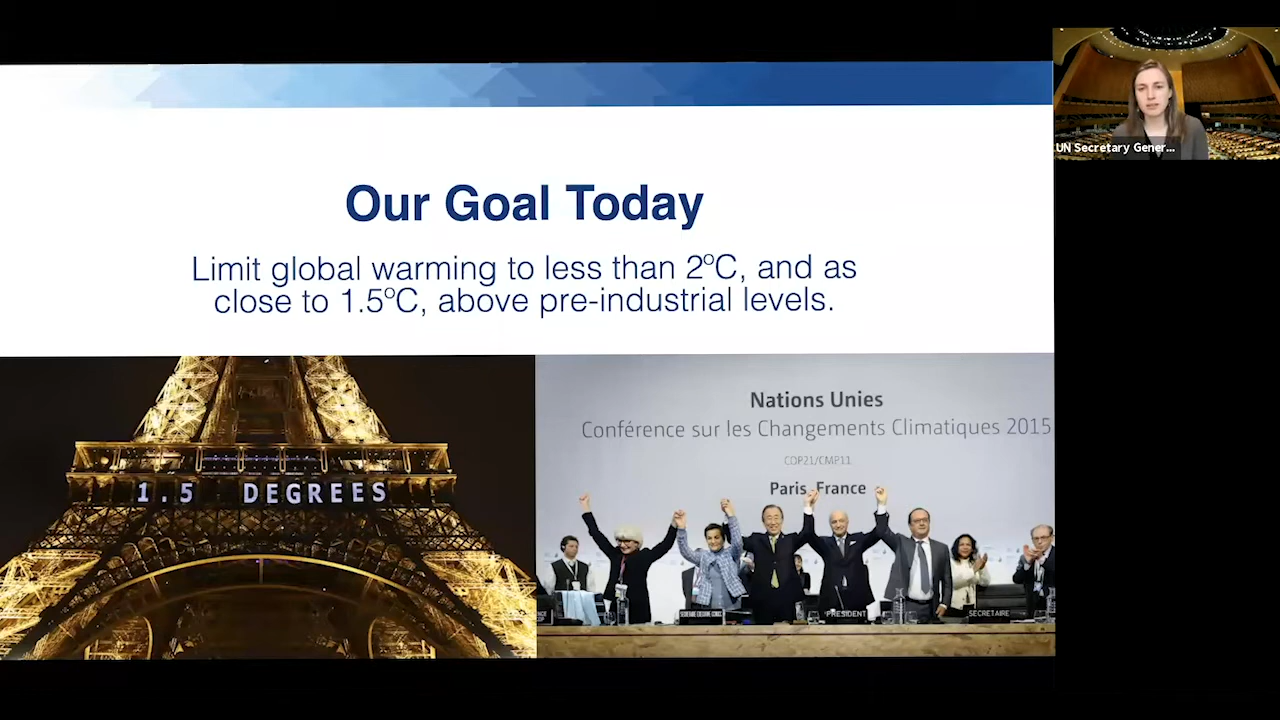 Our Goal Today
Limit global warming to less than 2ºC, and as
close to 1.5ºC, above pre-industrial levels.
UN Secretary Gener...
1.5 DEGREES
Nations Unies
Conférence sur les Changements Climatiques 2015
COP21/CMP11
Paris France
PRESIDENT
SECRETAIRE